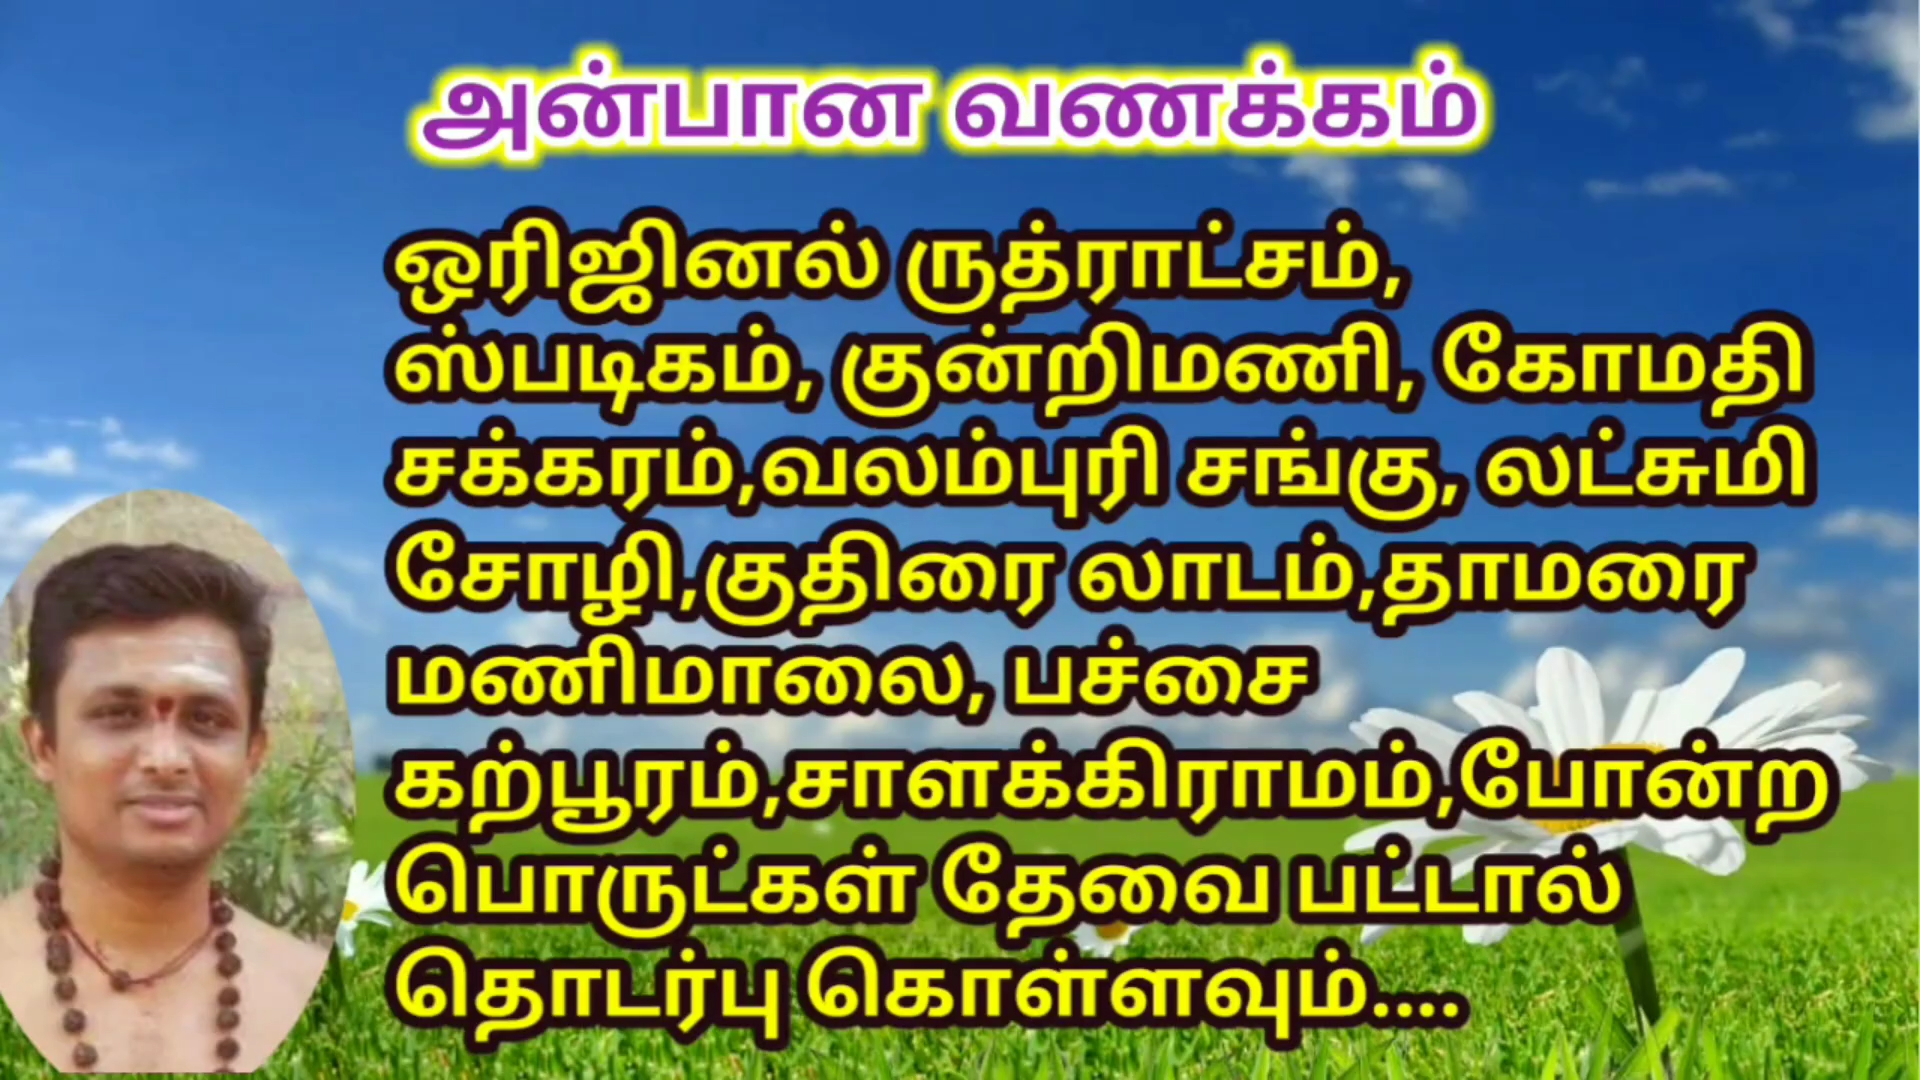 அன்பான வணக்கம்
ஒரிஜினல் ருத்ராட்சம்,
ஸ்படிகம், குன்றிமணி, கோமதி
சக்கரம்,வலம்புரி சங்கு, லட்சுமி
சோழி,குதிரை லாடம்,தாமரை
மணிமாலை, பச்சை
கற்பூரம்,சாளக்கிராமம்,போன்ற
பொருட்கள் தேவை பட்டால்
தொடர்பு கொள்ளவும்....